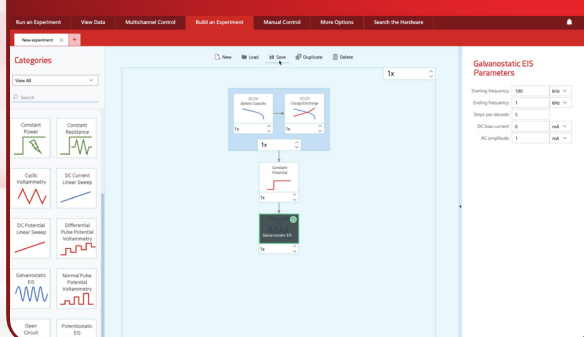 Run an Experiment
View Data
Multichannel Control
Build an Experiment
Manual Control
More Options
Search the Hardware
New experiment x +
Categories
View All
Search
Constant
Power
Constant
Resistance
Cyclic
Voltammetry
DC Current
Linear Sweep
DC Potential
Linear Sweep
Differential
Pulse Potential
Voltammetry
Galvanostatic
EIS
Normal Pulse
Potential
Voltammetry
Open
Circuit
Potentiostatic
EIS
New
Load
Save
Duplicate
Delete
1x
CC/CV
Battery Capacity
1x
CC/CV
Charge/Discharge
1x
1x
Constant
Potential
1x
Galvanostatic EIS
1x
Galvanostatic EIS
Parameters
Starting frequency: 100 kHz
Ending frequency: 1 kHz
Steps per decade: 5
DC bias current: 0 mA
AC amplitude: 1 mA